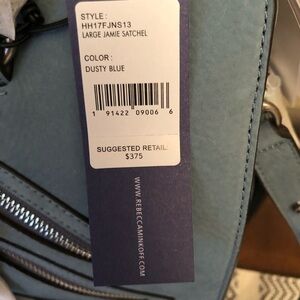 STYLE:
HH17FJNS13
LARGE JAMIE SATCHEL
COLOR:
DUSTY BLUE
1 91422 09006 6
SUGGESTED RETAIL:
$375
WWW.REBECCAMINKOFF.COM